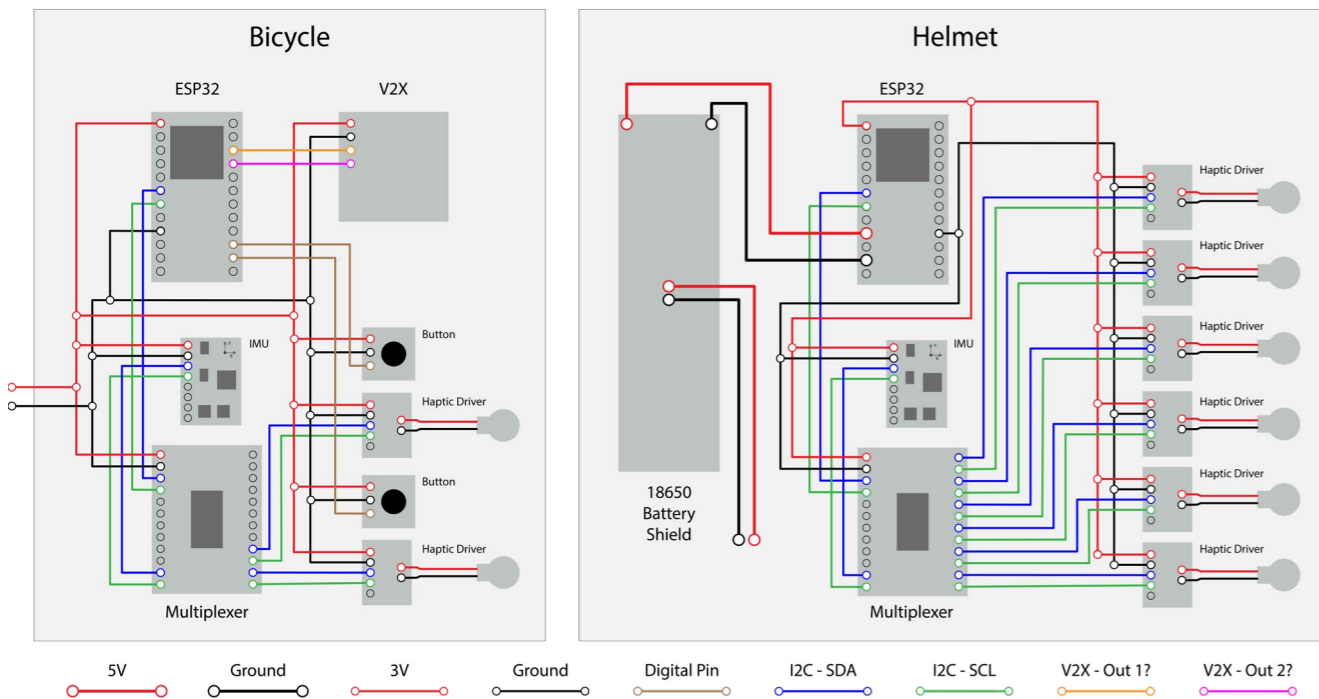 Bicycle
ESP32
V2X
IMU
Button
Haptic Driver
Button
Haptic Driver
Multiplexer
Helmet
ESP32
Haptic Driver
Haptic Driver
Haptic Driver
IMU
Haptic Driver
Haptic Driver
Haptic Driver
18650
Battery
Shield
Multiplexer
5V
Ground
3V
Ground
Digital Pin
I2C - SDA
I2C - SCL
V2X - Out 1?
V2X - Out 2?